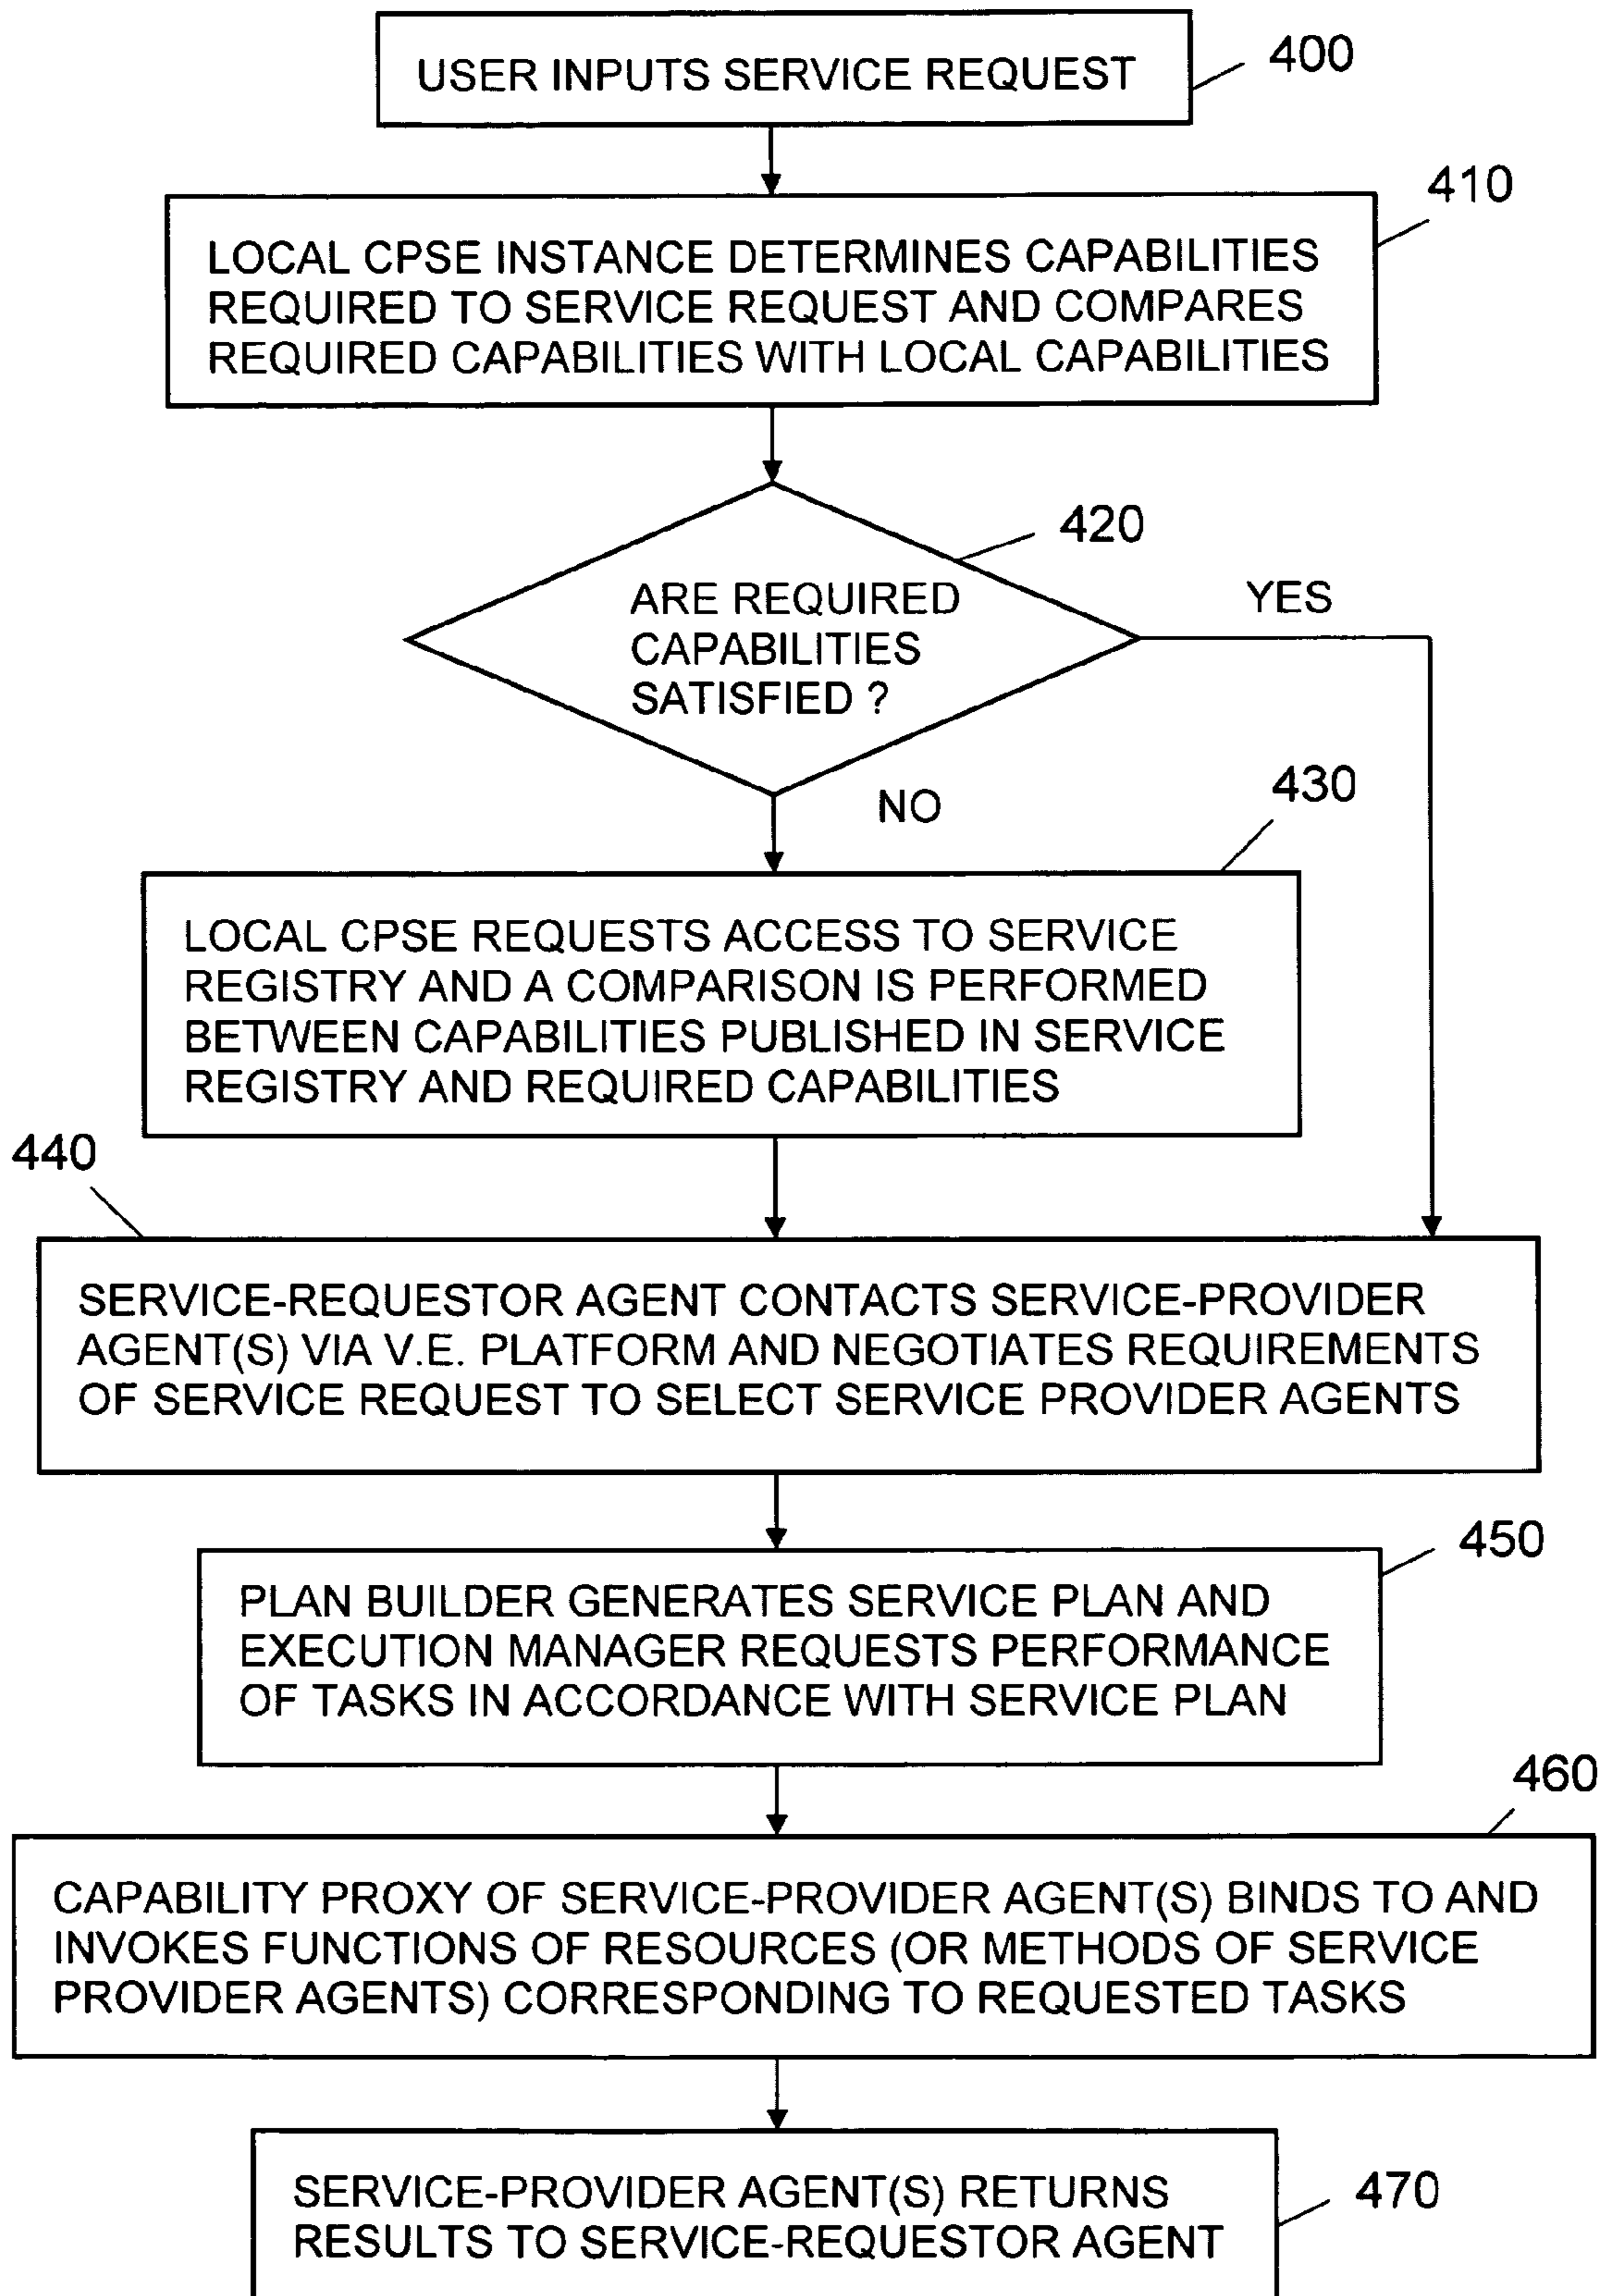 USER INPUTS SERVICE REQUEST
400
410
LOCAL CPSE INSTANCE DETERMINES CAPABILITIES
REQUIRED TO SERVICE REQUEST AND COMPARES
REQUIRED CAPABILITIES WITH LOCAL CAPABILITIES
420
ARE REQUIRED
CAPABILITIES
SATISFIED ?
YES
NO
430
LOCAL CPSE REQUESTS ACCESS TO SERVICE
REGISTRY AND A COMPARISON IS PERFORMED
BETWEEN CAPABILITIES PUBLISHED IN SERVICE
REGISTRY AND REQUIRED CAPABILITIES
440
SERVICE-REQUESTOR AGENT CONTACTS SERVICE-PROVIDER
AGENT(S) VIA V.E. PLATFORM AND NEGOTIATES REQUIREMENTS
OF SERVICE REQUEST TO SELECT SERVICE PROVIDER AGENTS
450
PLAN BUILDER GENERATES SERVICE PLAN AND
EXECUTION MANAGER REQUESTS PERFORMANCE
OF TASKS IN ACCORDANCE WITH SERVICE PLAN
460
CAPABILITY PROXY OF SERVICE-PROVIDER AGENT(S) BINDS TO AND
INVOKES FUNCTIONS OF RESOURCES (OR METHODS OF SERVICE
PROVIDER AGENTS) CORRESPONDING TO REQUESTED TASKS
SERVICE-PROVIDER AGENT(S) RETURNS
RESULTS TO SERVICE-REQUESTOR AGENT
470